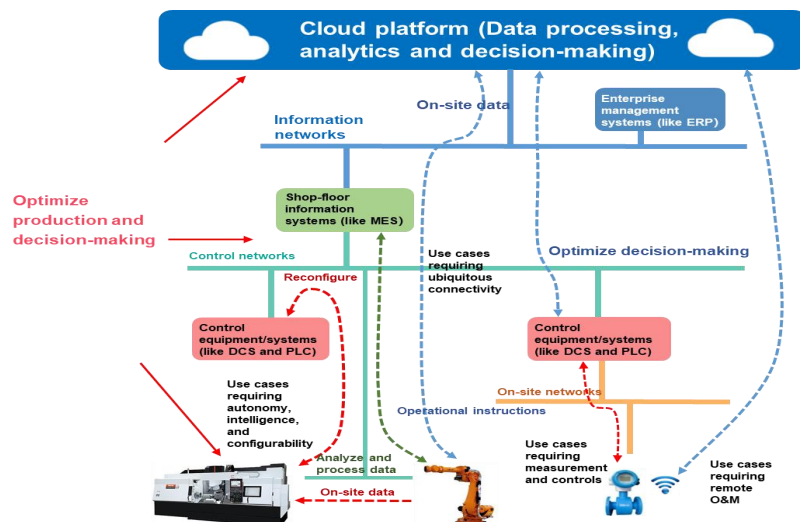 Cloud platform (Data processing,
analytics and decision-making)
On-site data
Enterprise
management
systems (like ERP)
Information
networks
Optimize
production and
decision-making
Shop-floor
information
systems (like MES)
Control networks
Use cases
requiring
ubiquitous
connectivity
Optimize decision-making
Reconfigure
Control
equipment/systems
(like DCS and PLC)
Control
equipment/systems
(like DCS and PLC)
On-site networks
Use cases
requiring
autonomy,
intelligence,
and
configurability
Operational instructions
Analyze and
process data
On-site data
Use cases
requiring
measurement
and controls
Use cases
requiring
remote
O&M